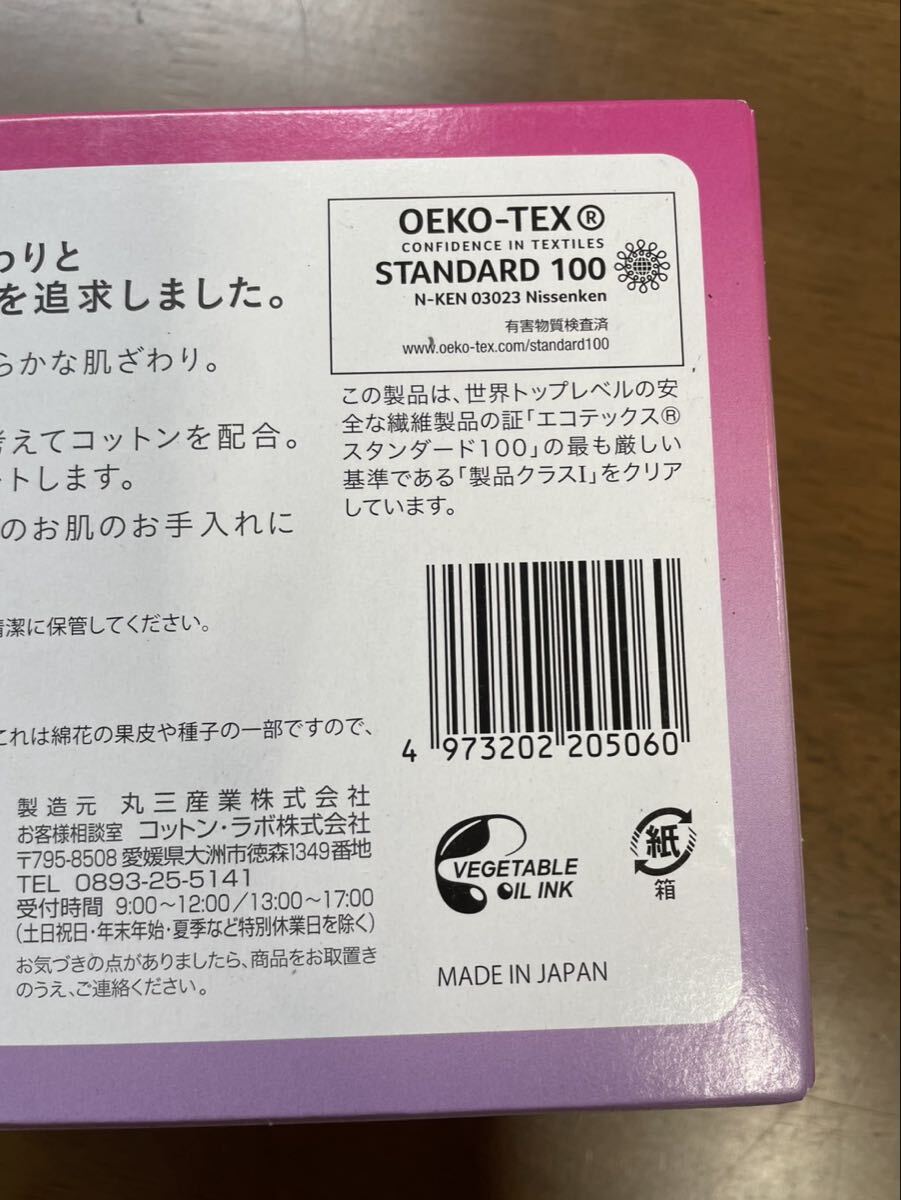 わりと
を追求しました。
らかな肌ざわり。
考えてコットンを配合。
ートします。
のお肌のお手入れに
清潔に保管してください。
これは綿花の果皮や種子の一部ですので、
製造元 丸三産業株式会社
お客様相談室 コットン・ラボ株式会社
〒795-8508 愛媛県大洲市徳森1349番地
TEL 0893-25-5141
受付時間 9:00～12:00/13:00～17:00
(土日祝日・年末年始・夏季など特別休業日を除く)
お気づきの点がありましたら、商品をお取置き
のうえ、ご連絡ください。
OEKO-TEX®
CONFIDENCE IN TEXTILES
STANDARD 100
N-KEN 03023 Nissenken
有害物質検査済
www.oeko-tex.com/standard100
この製品は、世界トップレベルの安
全な繊維製品の証「エコテックス®
スタンダード100」の最も厳しい
基準である「製品クラスI」をクリア
しています。
4 973202 205060
VEGETABLE
OIL INK
紙
箱
MADE IN JAPAN